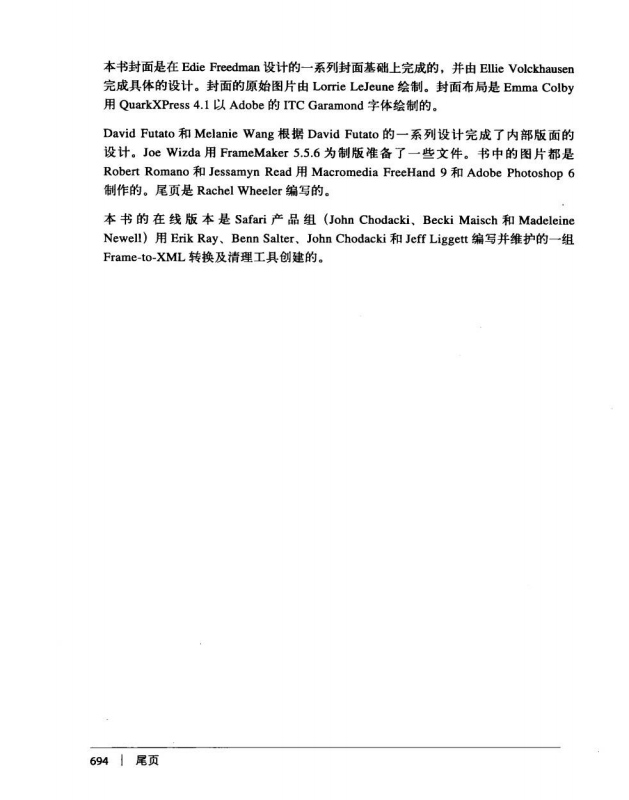 本书封面是在 Edie Freedman 设计的一系列封面基础上完成的，并由 Ellie Volckhausen
完成具体的设计。封面的原始图片由 Lorrie LeJeune 绘制。封面布局是 Emma Colby
用 QuarkXPress 4.1 以 Adobe 的 ITC Garamond 字体绘制的。
David Futato 和 Melanie Wang 根据 David Futato 的一系列设计完成了内部版面的
设计。Joe Wizda 用 FrameMaker 5.5.6 为制版准备了一些文件。书中的图片都是
Robert Romano 和 Jessamyn Read 用 Macromedia FreeHand 9 和 Adobe Photoshop 6
制作的。尾页是 Rachel Wheeler 编写的。
本书的在线版本是 Safari 产品组（John Chodacki、Becki Maisch 和 Madeleine
Newell）用 Erik Ray、Benn Salter、John Chodacki 和 Jeff Liggett 编写并维护的一组
Frame-to-XML 转换及清理工具创建的。
694 | 尾页